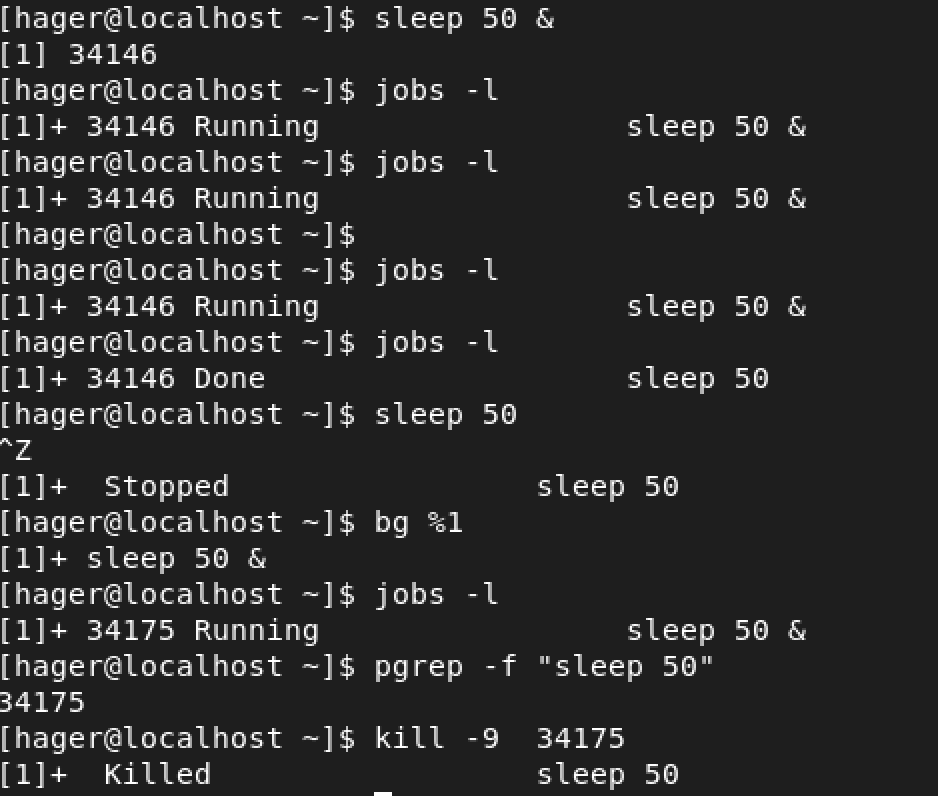 [hager@localhost ~]$ sleep 50 &
[1] 34146
[hager@localhost ~]$ jobs -l
[1]+ 34146 Running                 sleep 50 &
[hager@localhost ~]$ jobs -l
[1]+ 34146 Running                 sleep 50 &
[hager@localhost ~]$
[hager@localhost ~]$ jobs -l
[1]+ 34146 Running                 sleep 50 &
[hager@localhost ~]$ jobs -l
[1]+ 34146 Done                    sleep 50
[hager@localhost ~]$ sleep 50
^Z
[1]+  Stopped                 sleep 50
[hager@localhost ~]$ bg %1
[1]+ sleep 50 &
[hager@localhost ~]$ jobs -l
[1]+ 34175 Running                 sleep 50 &
[hager@localhost ~]$ pgrep -f "sleep 50"
34175
[hager@localhost ~]$ kill -9  34175
[1]+  Killed                  sleep 50